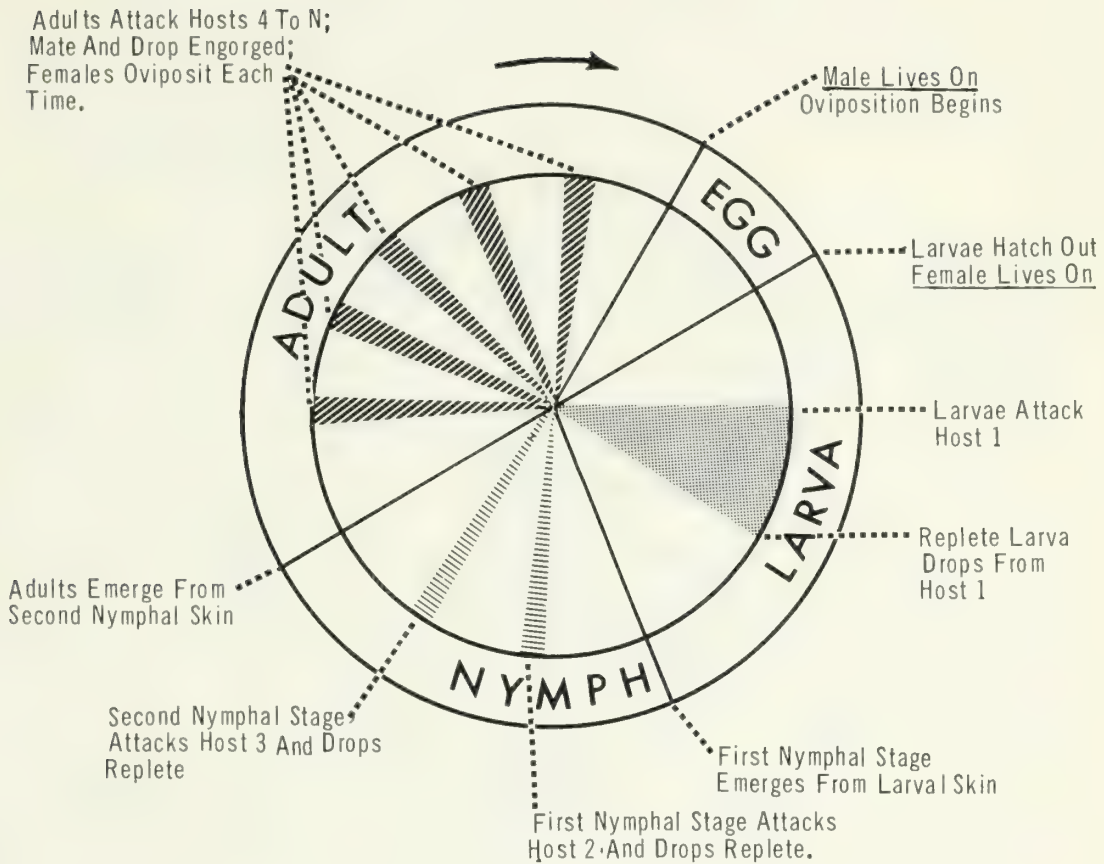 Adults Attack Hosts 4 To N;
Mate And Drop Engorged;
Females Oviposit Each
Time.
Male Lives On
Oviposition Begins
EGG
Larvae Hatch Out
Female Lives On
Larvae Attack
Host 1
LARVA
Replete Larva
Drops From
Host 1
First Nymphal Stage
Emerges From Larval Skin
NYMPH
First Nymphal Stage Attacks
Host 2 And Drops Replete.
Second Nymphal Stage
Attacks Host 3 And Drops
Replete
Adults Emerge From
Second Nymphal Skin
ADULT